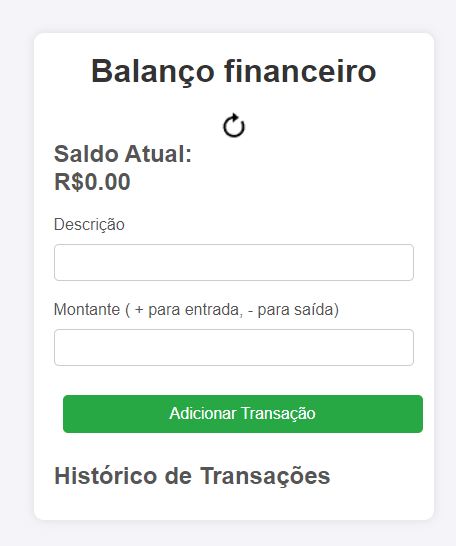 Balanço financeiro
Saldo Atual:
R$0.00
Descrição
Montante ( + para entrada, - para saída)
Adicionar Transação
Histórico de Transações